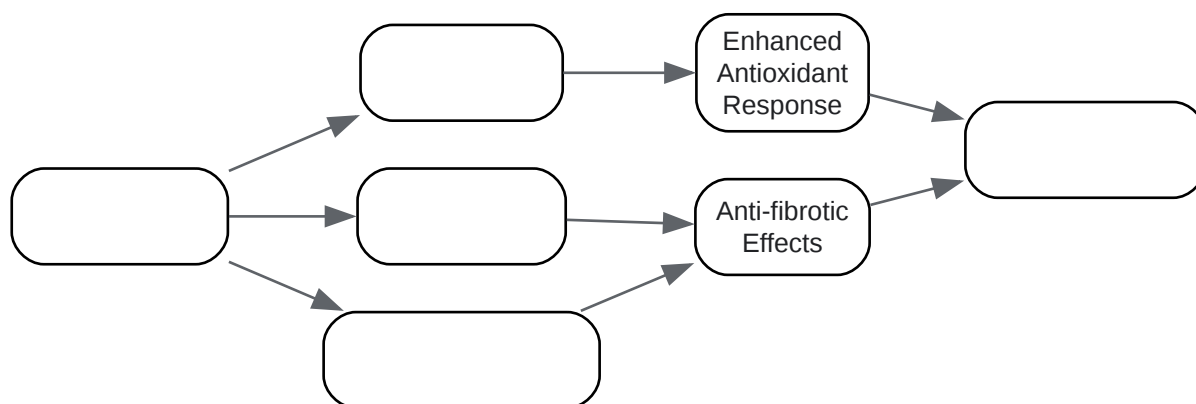 Enhanced
Antioxidant
Response
Anti-fibrotic
Effects